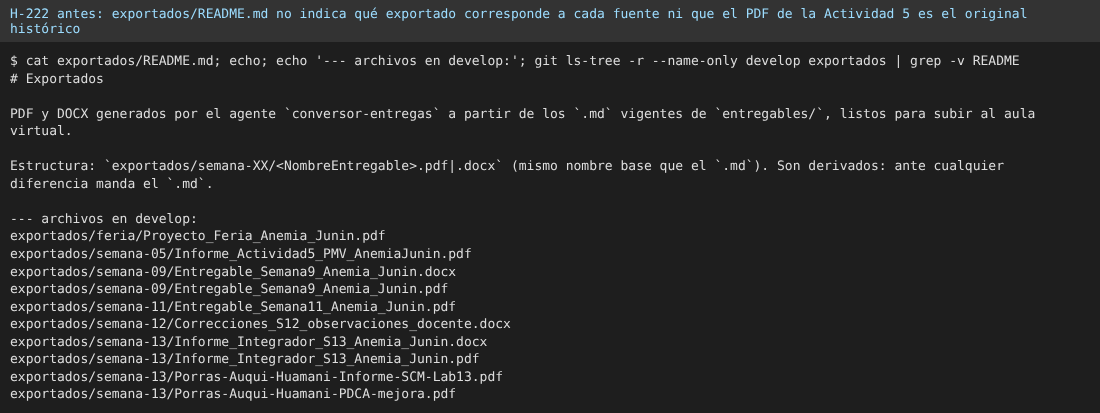 H-222 antes: exportados/README.md no indica qué exportado corresponde a cada fuente ni que el PDF de la Actividad 5 es el original
histórico
$ cat exportados/README.md; echo; echo '--- archivos en develop:'; git ls-tree -r --name-only develop exportados | grep -v README
# Exportados
PDF y DOCX generados por el agente `conversor-entregas` a partir de los `.md` vigentes de `entregables/`, listos para subir al aula
virtual.
Estructura: `exportados/semana-XX/<NombreEntregable>.pdf|.docx` (mismo nombre base que el `.md`). Son derivados: ante cualquier
diferencia manda el `.md`.
--- archivos en develop:
exportados/feria/Proyecto_Feria_Anemia_Junin.pdf
exportados/semana-05/Informe_Actividad5_PMV_AnemiaJunin.pdf
exportados/semana-09/Entregable_Semana9_Anemia_Junin.docx
exportados/semana-09/Entregable_Semana9_Anemia_Junin.pdf
exportados/semana-11/Entregable_Semana11_Anemia_Junin.pdf
exportados/semana-12/Correcciones_S12_observaciones_docente.docx
exportados/semana-13/Informe_Integrador_S13_Anemia_Junin.docx
exportados/semana-13/Informe_Integrador_S13_Anemia_Junin.pdf
exportados/semana-13/Porras-Auqui-Huamani-Informe-SCM-Lab13.pdf
exportados/semana-13/Porras-Auqui-Huamani-PDCA-mejora.pdf